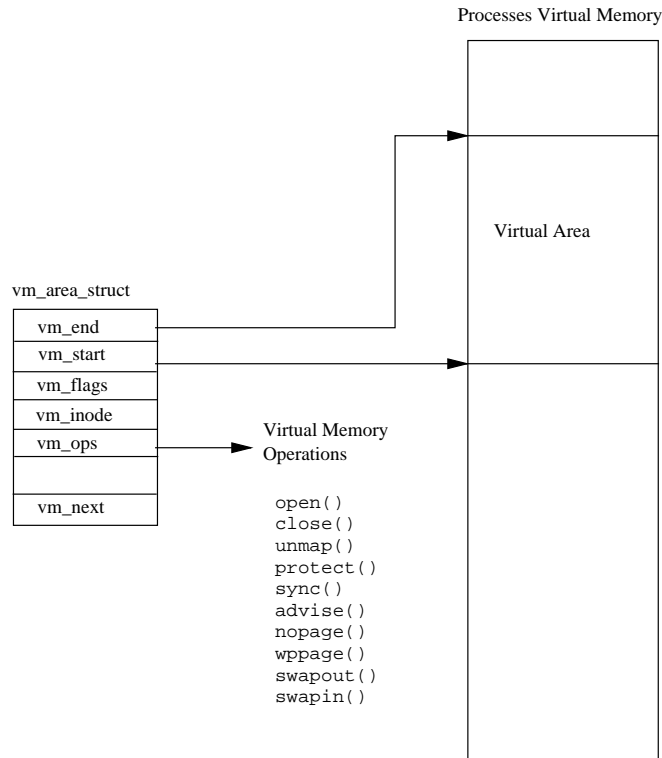 Processes Virtual Memory
Virtual Area
vm_area_struct
vm_end
vm_start
vm_flags
vm_inode
vm_ops
vm_next
Virtual Memory
Operations
open()
close()
unmap()
protect()
sync()
advise()
nopage()
wppage()
swapout()
swapin()